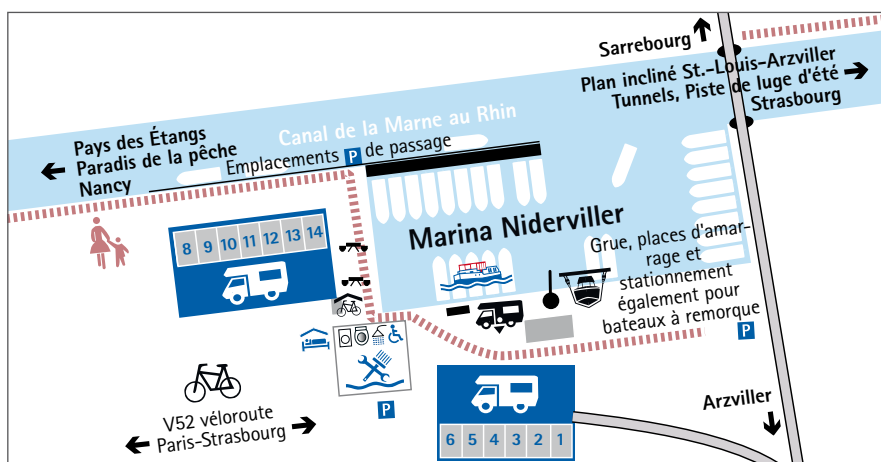 Sarrebourg
Plan incliné St.-Louis-Arzviller
Tunnels, Piste de luge d'été
Strasbourg
Canal de la Marne au Rhin
Pays des Étangs
Paradis de la pêche
Nancy
Emplacements P de passage
8 9 10 11 12 13 14
Marina Niderviller
Grue, places d'amar-
rage et
stationnement
également pour
bateaux à remorque
P
V52 véloroute
Paris-Strasbourg
P
6 5 4 3 2 1
Arzviller